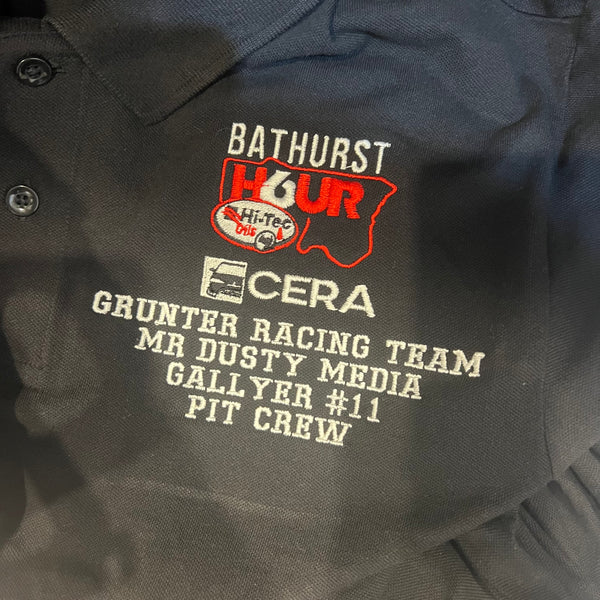 BATHURST
H6UR
Hi-Tec
Oils
CERA
GRUNTER RACING TEAM
MR DUSTY MEDIA
GALLYER #11
PIT CREW